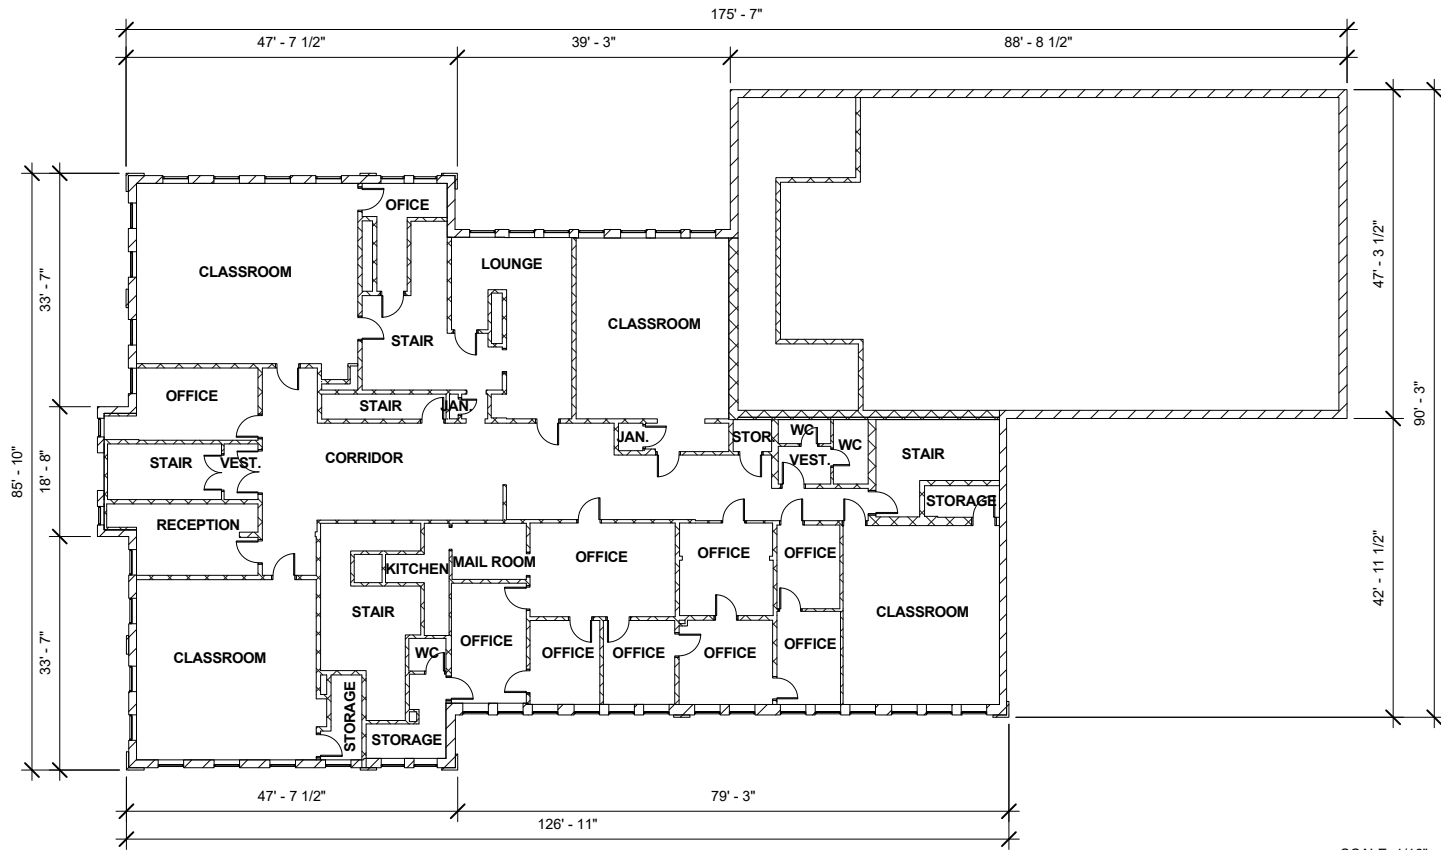 175' - 7"
47' - 7 1/2"
39' - 3"
88' - 8 1/2"
OFICE
CLASSROOM
LOUNGE
33' - 7"
47' - 3 1/2"
CLASSROOM
STAIR
OFFICE
STAIR
JAN.
90' - 3"
STOR.
WC
JAN.
WC
CORRIDOR
STAIR
VEST.
VEST.
STAIR
85' - 10"
18' - 8"
STORAGE
RECEPTION
MAIL ROOM
KITCHEN
OFFICE
OFFICE
OFFICE
STAIR
CLASSROOM
42' - 11 1/2"
OFFICE
OFFICE
WC
OFFICE
OFFICE
OFFICE
CLASSROOM
33' - 7"
STORAGE
STORAGE
47' - 7 1/2"
79' - 3"
126' - 11"